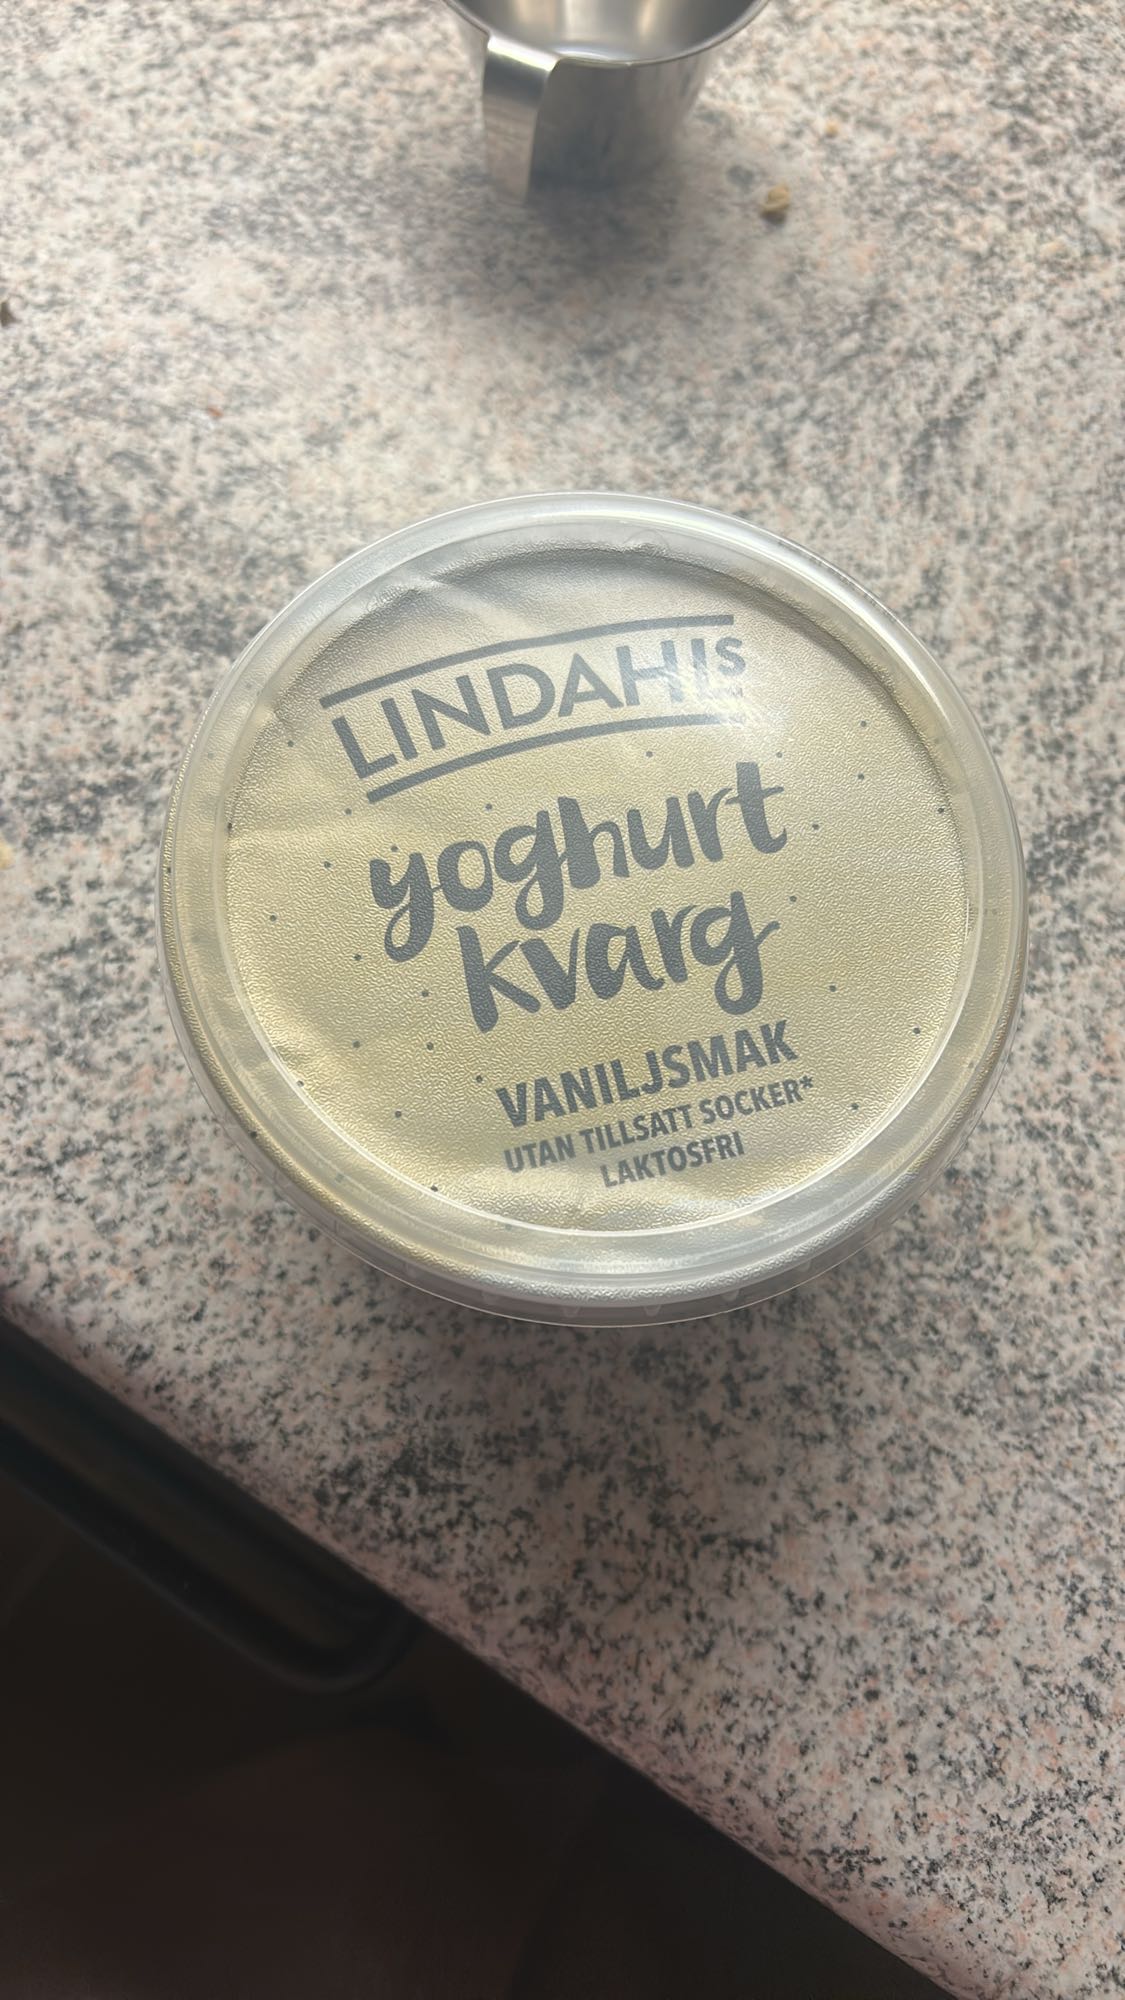 LINDAHLS
yoghurt
kvarg
VANILJSMAK
UTAN TILLSATT SOCKER*
LAKTOSFRI